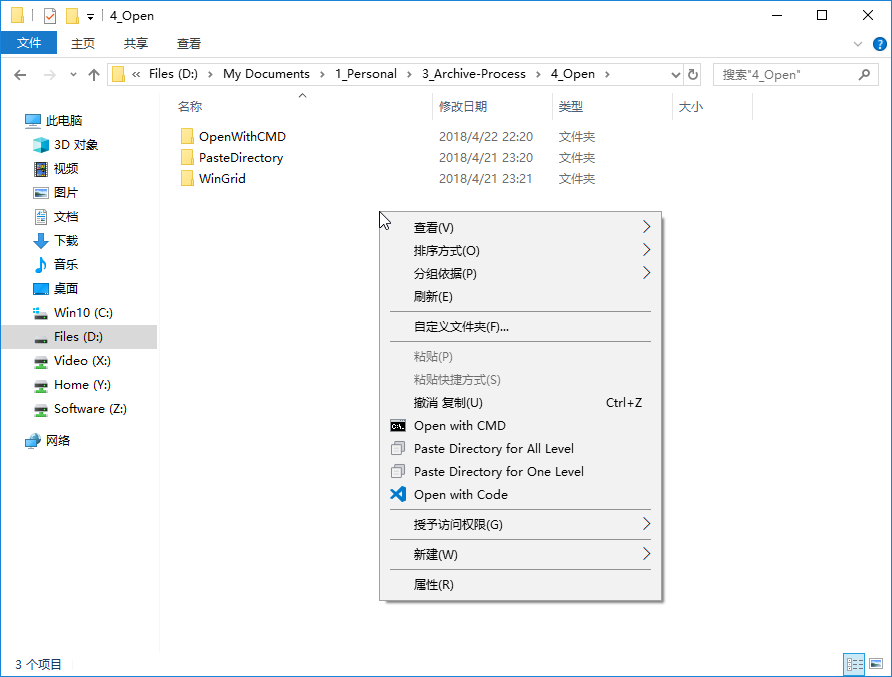 4_Open
文件 主页 共享 查看
« Files (D:) › My Documents › 1_Personal › 3_Archive-Process › 4_Open ›
搜索"4_Open"
名称 修改日期 类型 大小
OpenWithCMD 2018/4/22 22:20 文件夹
PasteDirectory 2018/4/21 23:20 文件夹
WinGrid 2018/4/21 23:21 文件夹
此电脑
3D 对象
视频
图片
文档
下载
音乐
桌面
Win10 (C:)
Files (D:)
Video (X:)
Home (Y:)
Software (Z:)
网络
查看(V)
排序方式(O)
分组依据(P)
刷新(E)
自定义文件夹(F)...
粘贴(P)
粘贴快捷方式(S)
撤消 复制(U) Ctrl+Z
C:\. Open with CMD
Paste Directory for All Level
Paste Directory for One Level
Open with Code
授予访问权限(G)
新建(W)
属性(R)
3 个项目